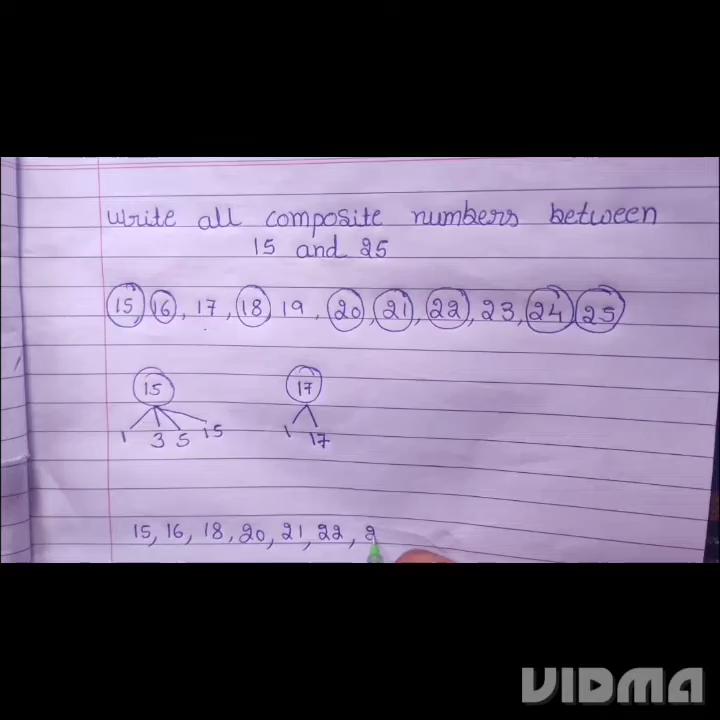 write all composite numbers between
15 and 25
15, 16, 17, 18, 19, 20, 21, 22, 23, 24, 25
15 17
1 3 5 15 1 17
15, 16, 18, 20, 21, 22, 2
VIDMA